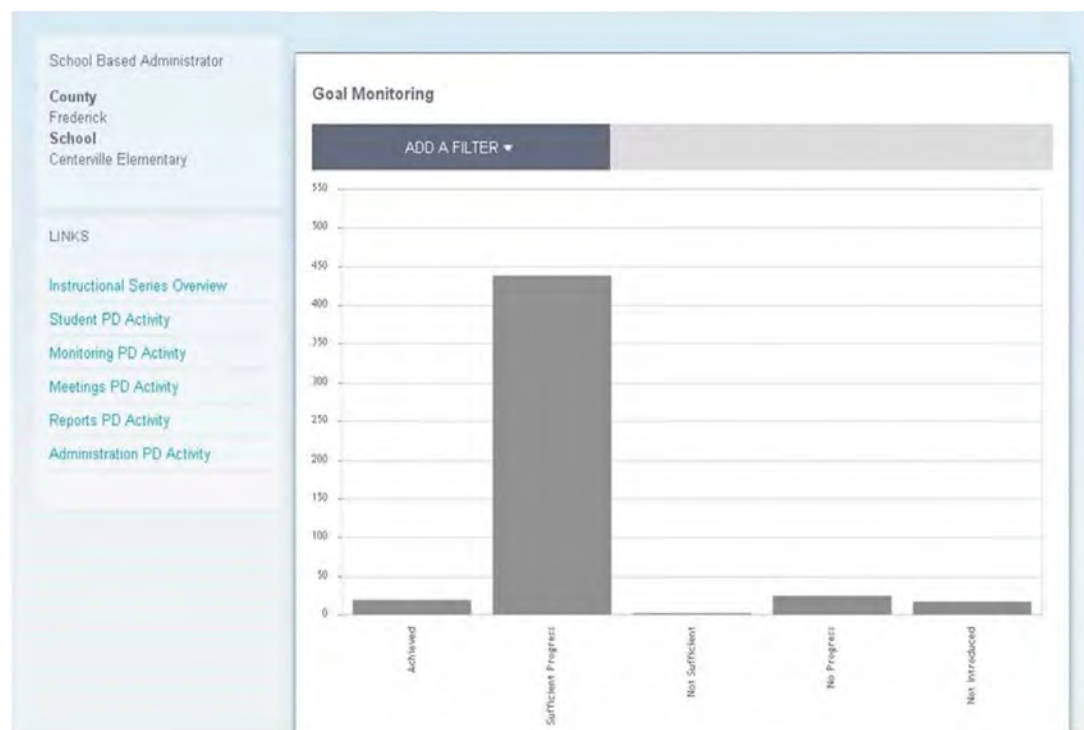 School Based Administrator
County
Frederick
School
Centerville Elementary
LINKS
Instructional Series Overview
Student PD Activity
Monitoring PD Activity
Meetings PD Activity
Reports PD Activity
Administration PD Activity
Goal Monitoring
ADD A FILTER
550
500
450
400
350
300
250
200
150
100
50
0
Achieved
Sufficient Progress
Not Sufficient
No Progress
Not Introduced